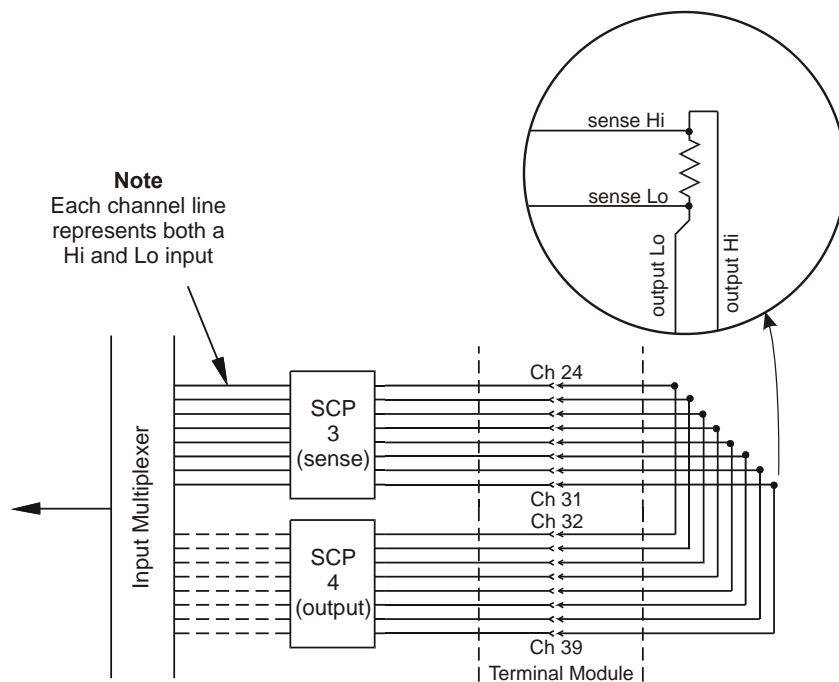 sense Hi
sense Lo
output Lo
output Hi
Note
Each channel line
represents both a
Hi and Lo input
Input Multiplexer
SCP
3
(sense)
Ch 24
Ch 31
Ch 32
SCP
4
(output)
Ch 39
Terminal Module